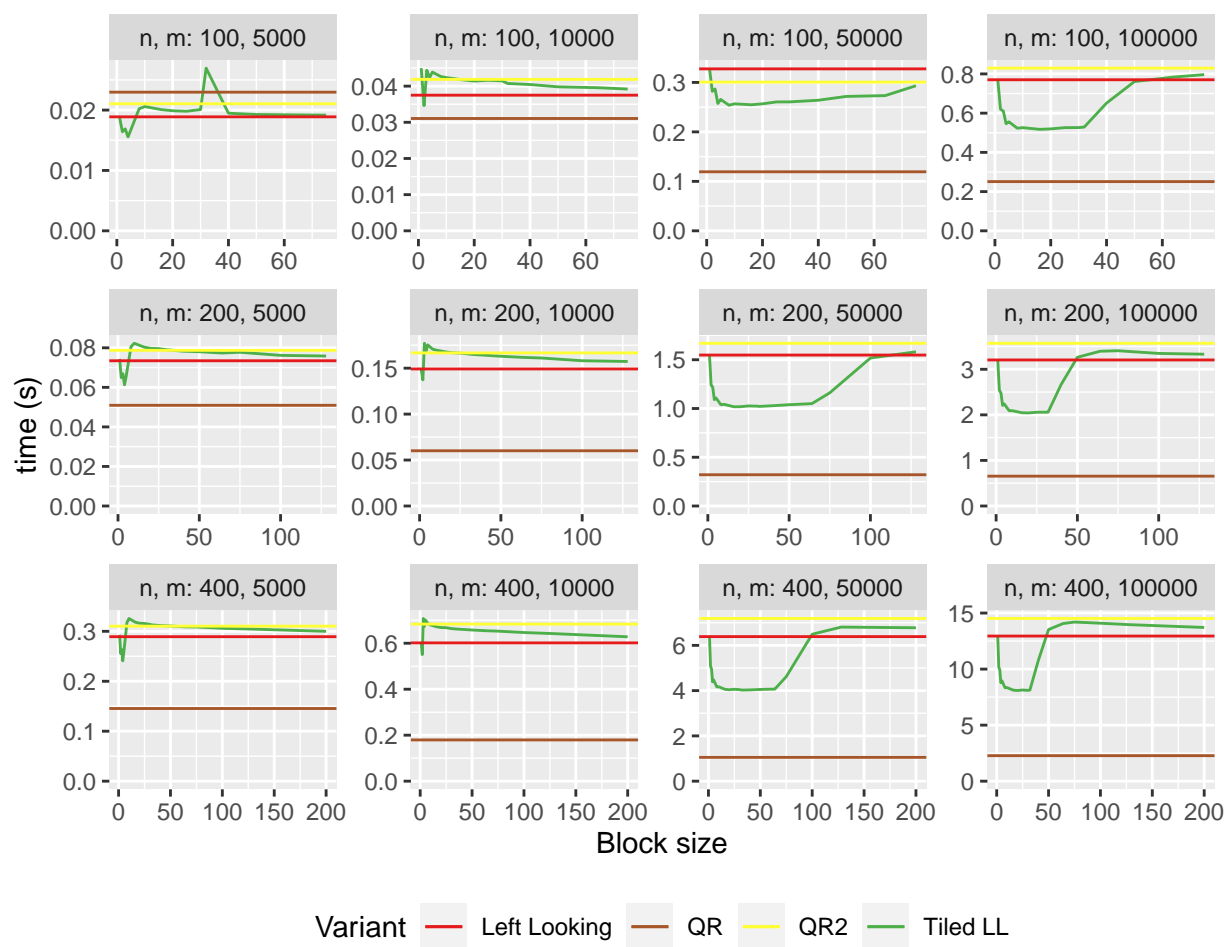 n, m: 100, 5000
n, m: 100, 10000
n, m: 100, 50000
n, m: 100, 100000
0.02
0.01
0.00
0.04
0.03
0.02
0.01
0.00
0.3
0.2
0.1
0.0
0.8
0.6
0.4
0.2
0.0
0 20 40 60
0 20 40 60
0 20 40 60
0 20 40 60
n, m: 200, 5000
n, m: 200, 10000
n, m: 200, 50000
n, m: 200, 100000
0.08
0.06
0.04
0.02
0.00
0.15
0.10
0.05
0.00
1.5
1.0
0.5
0.0
3
2
1
0
0 50 100
0 50 100
0 50 100
0 50 100
n, m: 400, 5000
n, m: 400, 10000
n, m: 400, 50000
n, m: 400, 100000
0.3
0.2
0.1
0.0
0.6
0.4
0.2
0.0
6
4
2
0
15
10
5
0
0 50 100 150 200
0 50 100 150 200
0 50 100 150 200
0 50 100 150 200
time (s)
Block size
Variant Left Looking QR QR2 Tiled LL